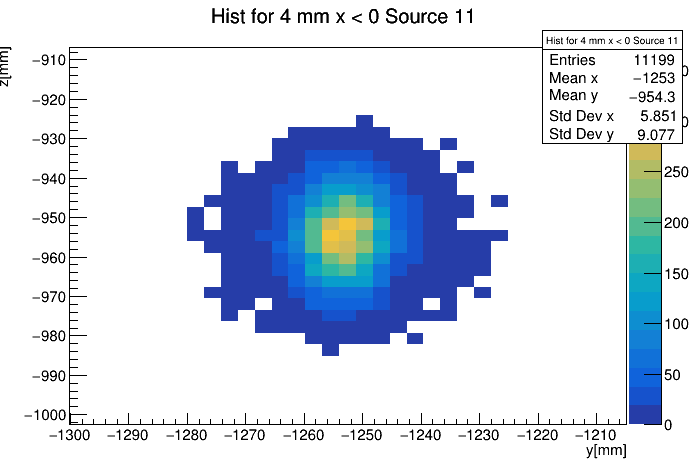 Hist for 4 mm x < 0 Source 11
z[mm]
−910
−920
−930
−940
−950
−960
−970
−980
−990
−1000
−1300
−1290
−1280
−1270
−1260
−1250
−1240
−1230
−1220
−1210
y[mm]
Hist for 4 mm x < 0 Source 11
Entries 11199
Mean x −1253
Mean y −954.3
Std Dev x 5.851
Std Dev y 9.077
250
200
150
100
50
0